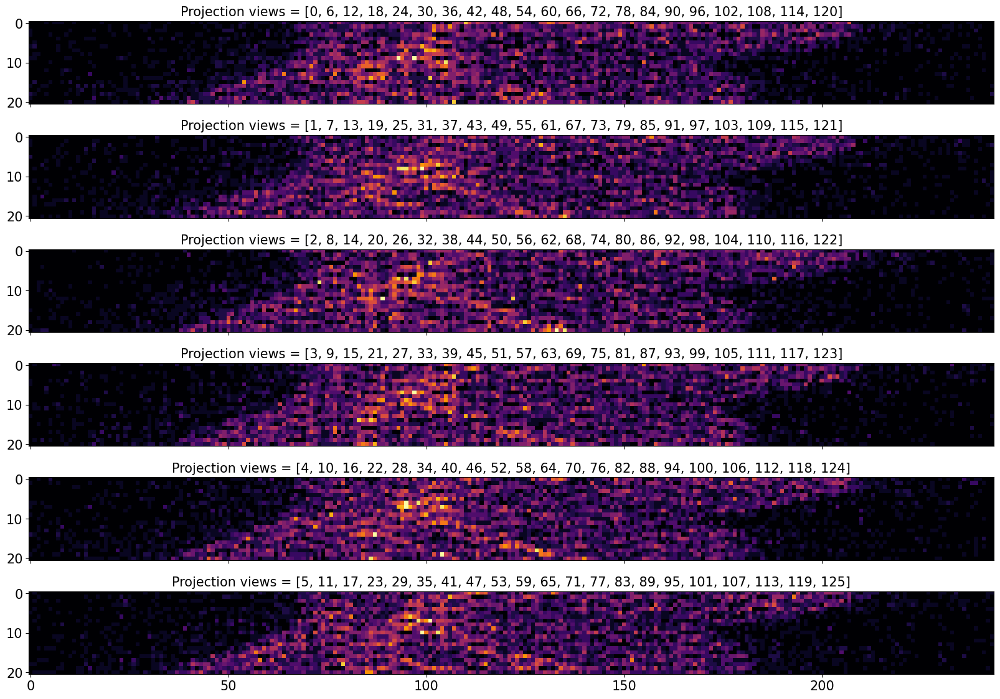 Projection views = [0, 6, 12, 18, 24, 30, 36, 42, 48, 54, 60, 66, 72, 78, 84, 90, 96, 102, 108, 114, 120]
0
10
20
Projection views = [1, 7, 13, 19, 25, 31, 37, 43, 49, 55, 61, 67, 73, 79, 85, 91, 97, 103, 109, 115, 121]
0
10
20
Projection views = [2, 8, 14, 20, 26, 32, 38, 44, 50, 56, 62, 68, 74, 80, 86, 92, 98, 104, 110, 116, 122]
0
10
20
Projection views = [3, 9, 15, 21, 27, 33, 39, 45, 51, 57, 63, 69, 75, 81, 87, 93, 99, 105, 111, 117, 123]
0
10
20
Projection views = [4, 10, 16, 22, 28, 34, 40, 46, 52, 58, 64, 70, 76, 82, 88, 94, 100, 106, 112, 118, 124]
0
10
20
Projection views = [5, 11, 17, 23, 29, 35, 41, 47, 53, 59, 65, 71, 77, 83, 89, 95, 101, 107, 113, 119, 125]
0
10
20
0 50 100 150 200